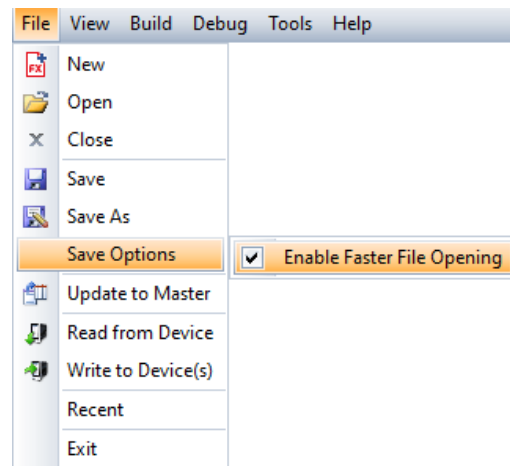 File View Build Debug Tools Help
FX New
Open
Close
Save
Save As
Save Options Enable Faster File Opening
Update to Master
Read from Device
Write to Device(s)
Recent
Exit